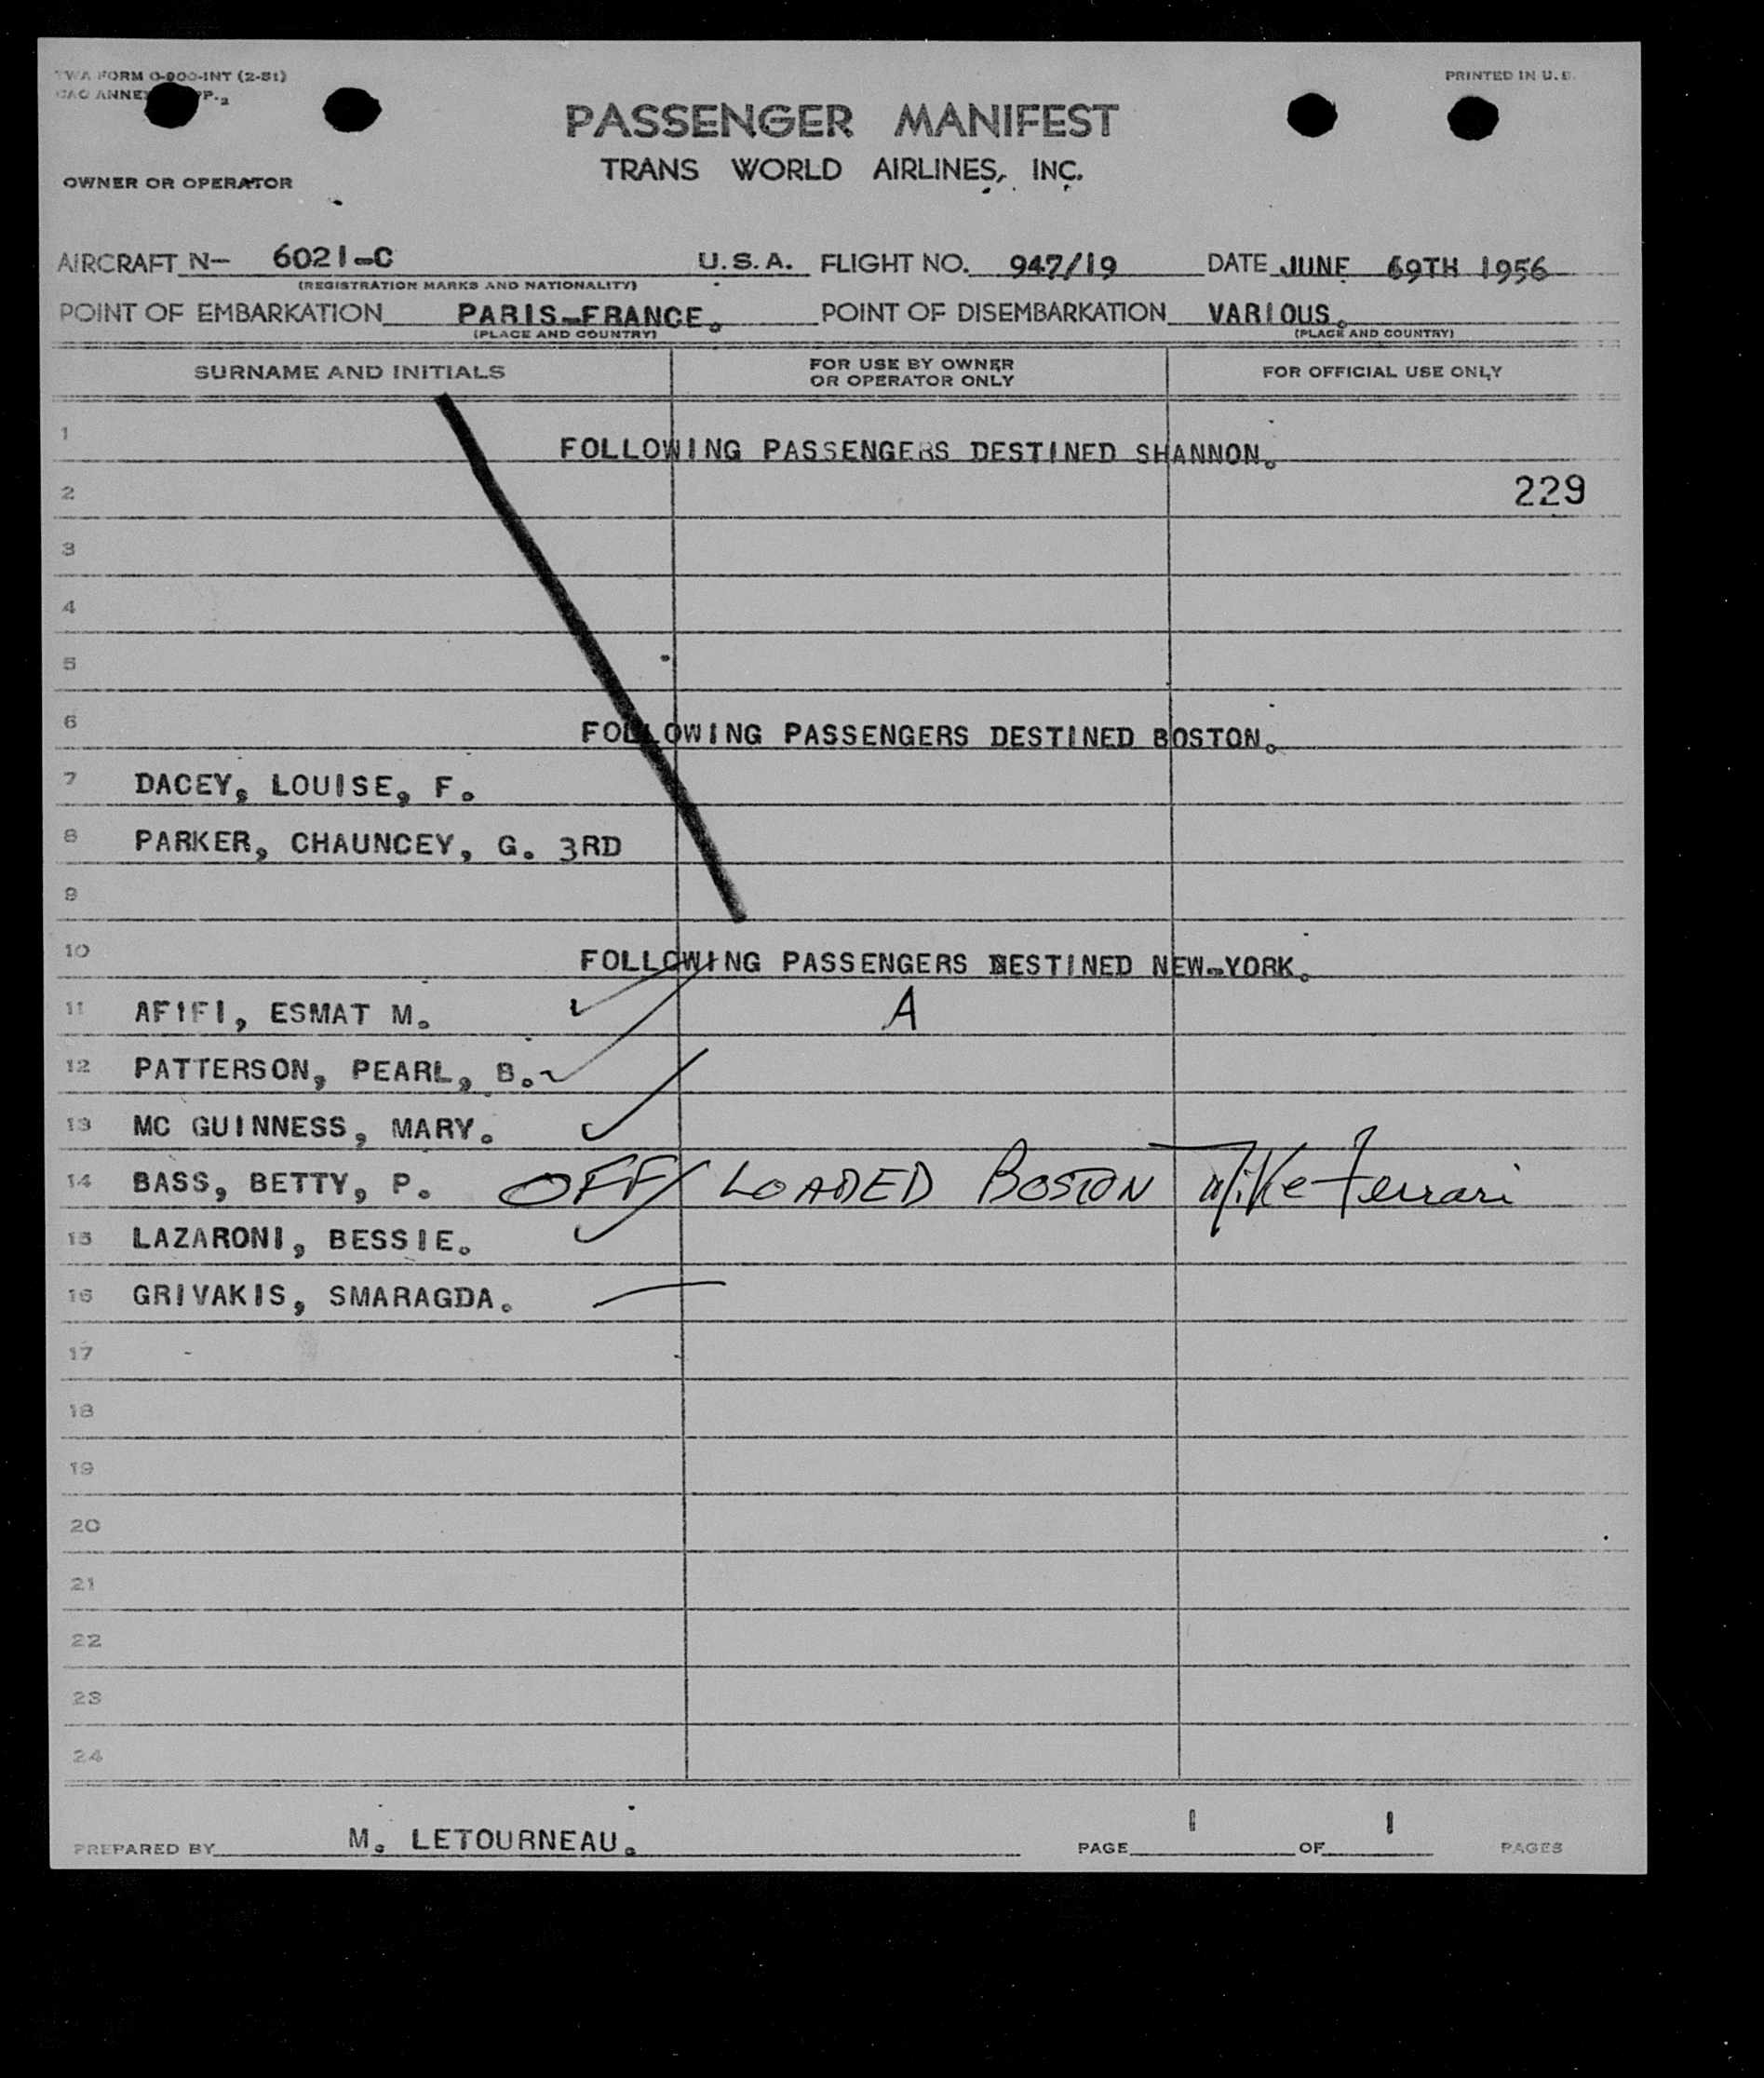 TWA FORM O-900-INT (2-51) PRINTED IN U.S.
PASSENGER MANIFEST
TRANS WORLD AIRLINES, INC.
OWNER OR OPERATOR
AIRCRAFT N- 6021-C U.S.A. FLIGHT NO. 947/19 DATE JUNE 19TH 1956
(REGISTRATION MARKS AND NATIONALITY)
POINT OF EMBARKATION PARIS-FRANCE. POINT OF DISEMBARKATION VARIOUS.
(PLACE AND COUNTRY) (PLACE AND COUNTRY)
SURNAME AND INITIALS FOR USE BY OWNER OR OPERATOR ONLY FOR OFFICIAL USE ONLY
1 FOLLOWING PASSENGERS DESTINED SHANNON.
2 229
3
4
5
6 FOLLOWING PASSENGERS DESTINED BOSTON.
7 DACEY, LOUISE, F.
8 PARKER, CHAUNCEY, G. 3RD
9
10 FOLLOWING PASSENGERS DESTINED NEW-YORK.
11 AFIFI, ESMAT M. A
12 PATTERSON, PEARL, B.
13 MC GUINNESS, MARY.
14 BASS, BETTY, P. OFF LOADED BOSTON Mike Ferrari
15 LAZARONI, BESSIE.
16 GRIVAKIS, SMARAGDA.
17
18
19
20
21
22
23
24
PREPARED BY M. LETOURNEAU. PAGE 1 OF 1 PAGES